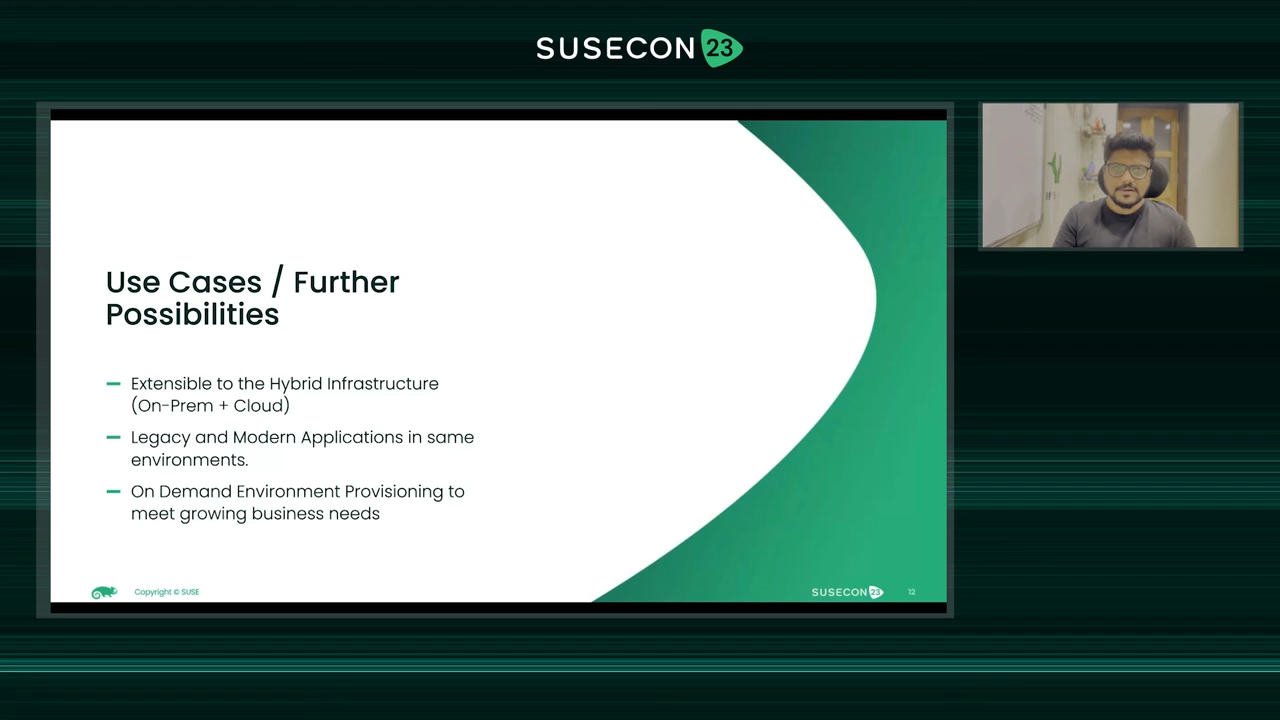 SUSECON 23
Use Cases / Further
Possibilities
Extensible to the Hybrid Infrastructure
(On-Prem + Cloud)
Legacy and Modern Applications in same
environments.
On Demand Environment Provisioning to
meet growing business needs
Copyright © SUSE
SUSECON 23
12